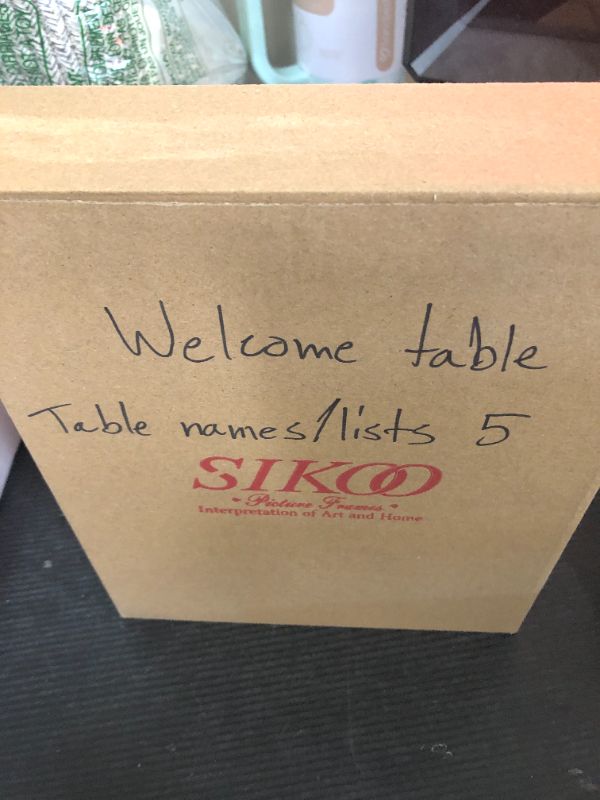 Welcome table
Table names/lists 5
SIKOO
Picture Frames
Interpretation of Art and Home